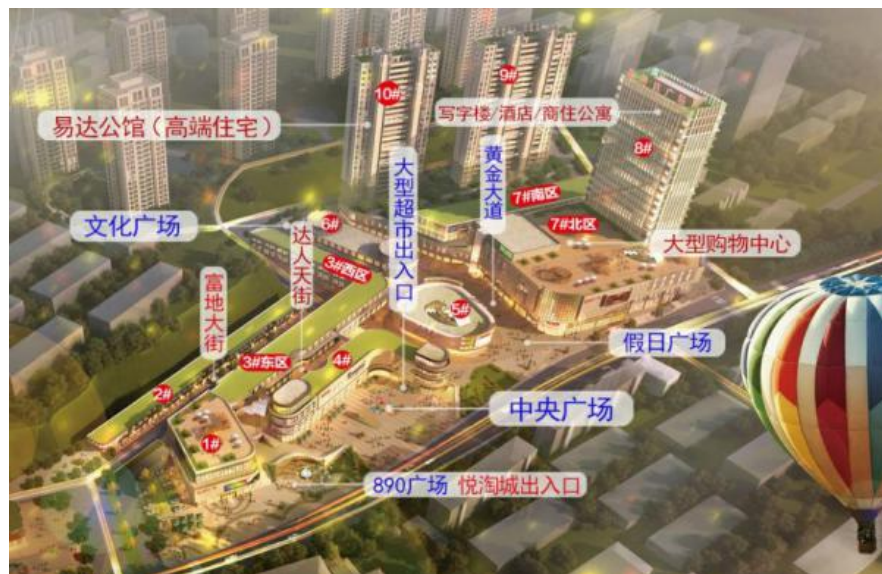 10#
9#
易达公馆（高端住宅）
写字楼/酒店/商住公寓
8#
大型超市出入口
黄金大道
7#南区
文化广场
6#
7#北区
达人天街
大型购物中心
3#西区
富地大街
5#
假日广场
3#东区
4#
2#
中央广场
1#
890广场 悦淘城出入口